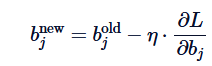 b_j^new = b_j^old − η · ∂L/∂b_j